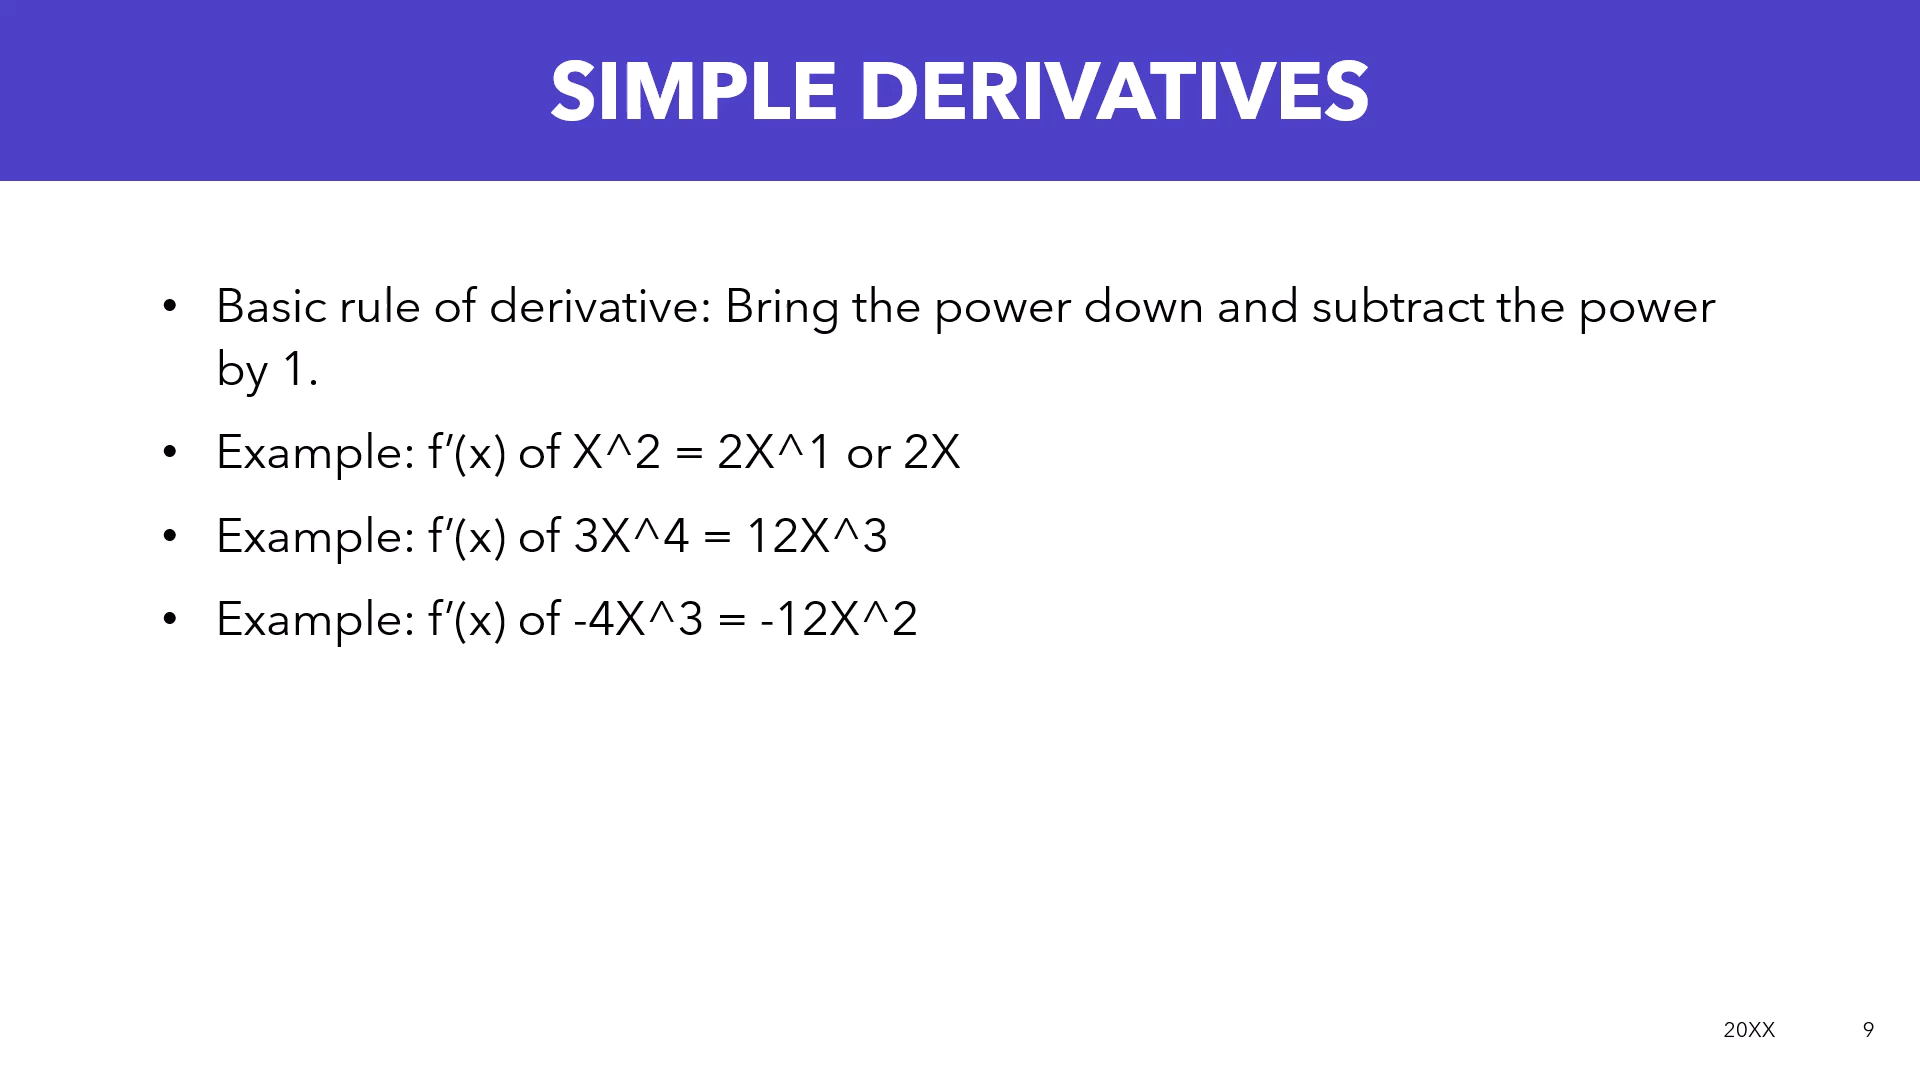 SIMPLE DERIVATIVES
• Basic rule of derivative: Bring the power down and subtract the power
by 1.
• Example: f’(x) of X^2 = 2X^1 or 2X
• Example: f’(x) of 3X^4 = 12X^3
• Example: f’(x) of -4X^3 = -12X^2
20XX 9